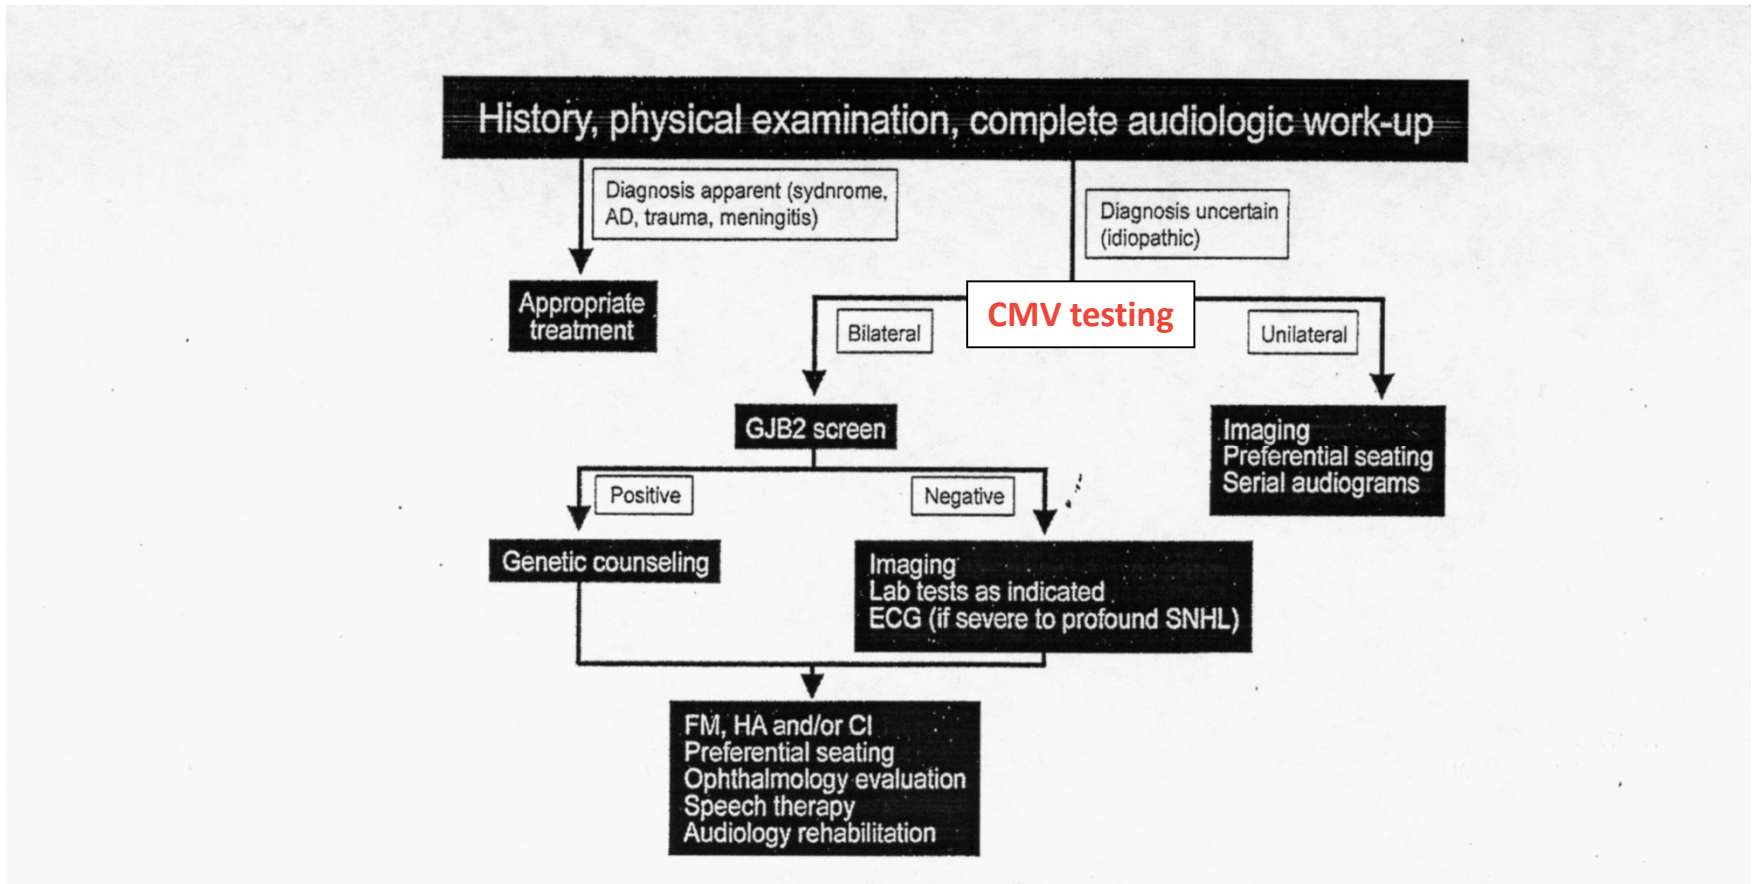 History, physical examination, complete audiologic work-up
Diagnosis apparent (sydnrome,
AD, trauma, meningitis)
Diagnosis uncertain
(idiopathic)
Appropriate
treatment
CMV testing
Bilateral
Unilateral
GJB2 screen
Imaging
Preferential seating
Serial audiograms
Positive
Negative
Genetic counseling
Imaging
Lab tests as indicated
ECG (if severe to profound SNHL)
FM, HA and/or CI
Preferential seating
Ophthalmology evaluation
Speech therapy
Audiology rehabilitation